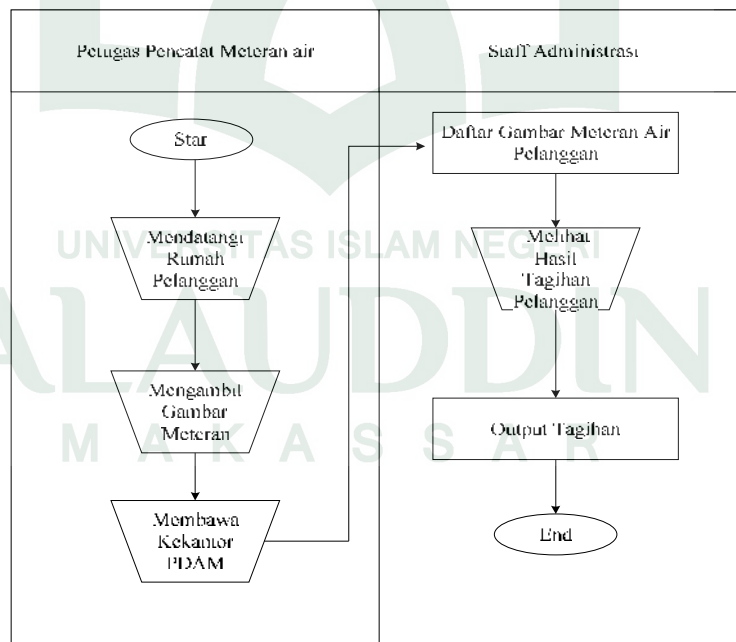 Petugas Pencatat Meteran air
Staff Administrasi
Star
Mendatangi
Rumah
Pelanggan
Mengambil
Gambar
Meteran
Membawa
Kekantor
PDAM
Daftar Gambar Meteran Air
Pelanggan
Melihat
Hasil
Tagihan
Pelanggan
Output Tagihan
End
UNIVERSITAS ISLAM NEGERI
ALAUDDIN
MAKASSAR